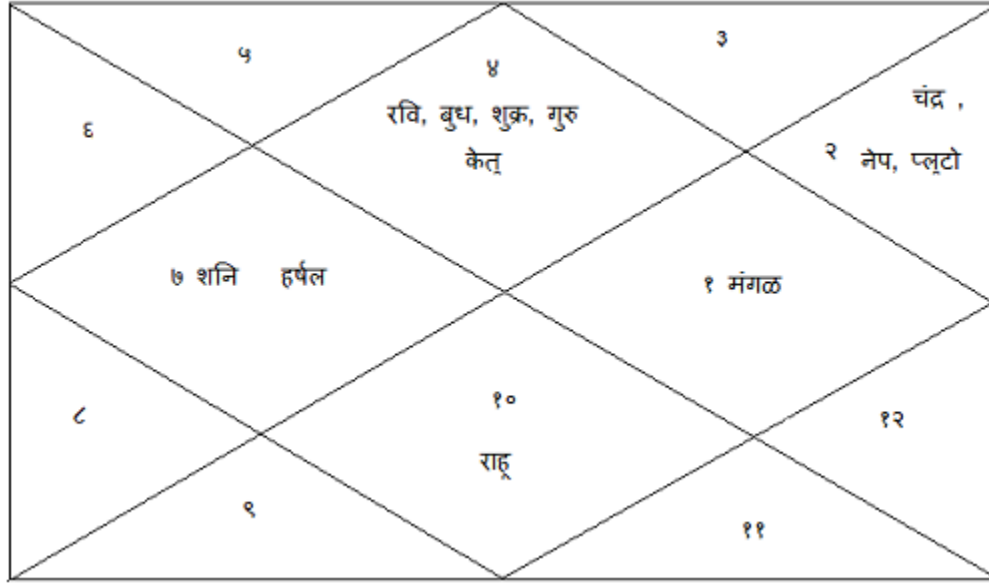 ५
३
४
रवि, बुध, शुक्र, गुरु
केतू
चंद्र ,
२ नेप, प्लूटो
६
७ शनि हर्षल
१ मंगळ
८
१०
राहू
१२
९
११